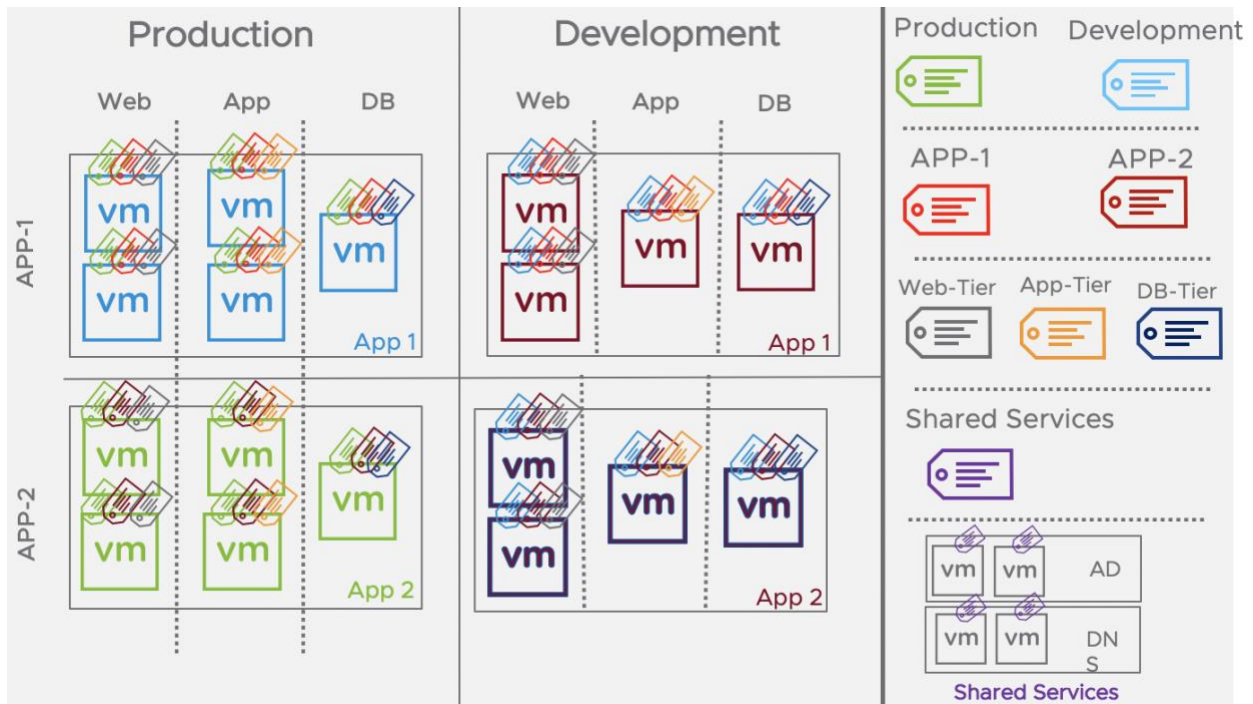 Production
Development
Web
App
DB
Web
App
DB
APP-1
vm
vm
vm
vm
vm
App 1
vm
vm
vm
vm
App 1
APP-2
vm
vm
vm
vm
vm
App 2
vm
vm
vm
vm
App 2
Production
Development
APP-1
APP-2
Web-Tier
App-Tier
DB-Tier
Shared Services
vm
vm
AD
vm
vm
DN
S
Shared Services